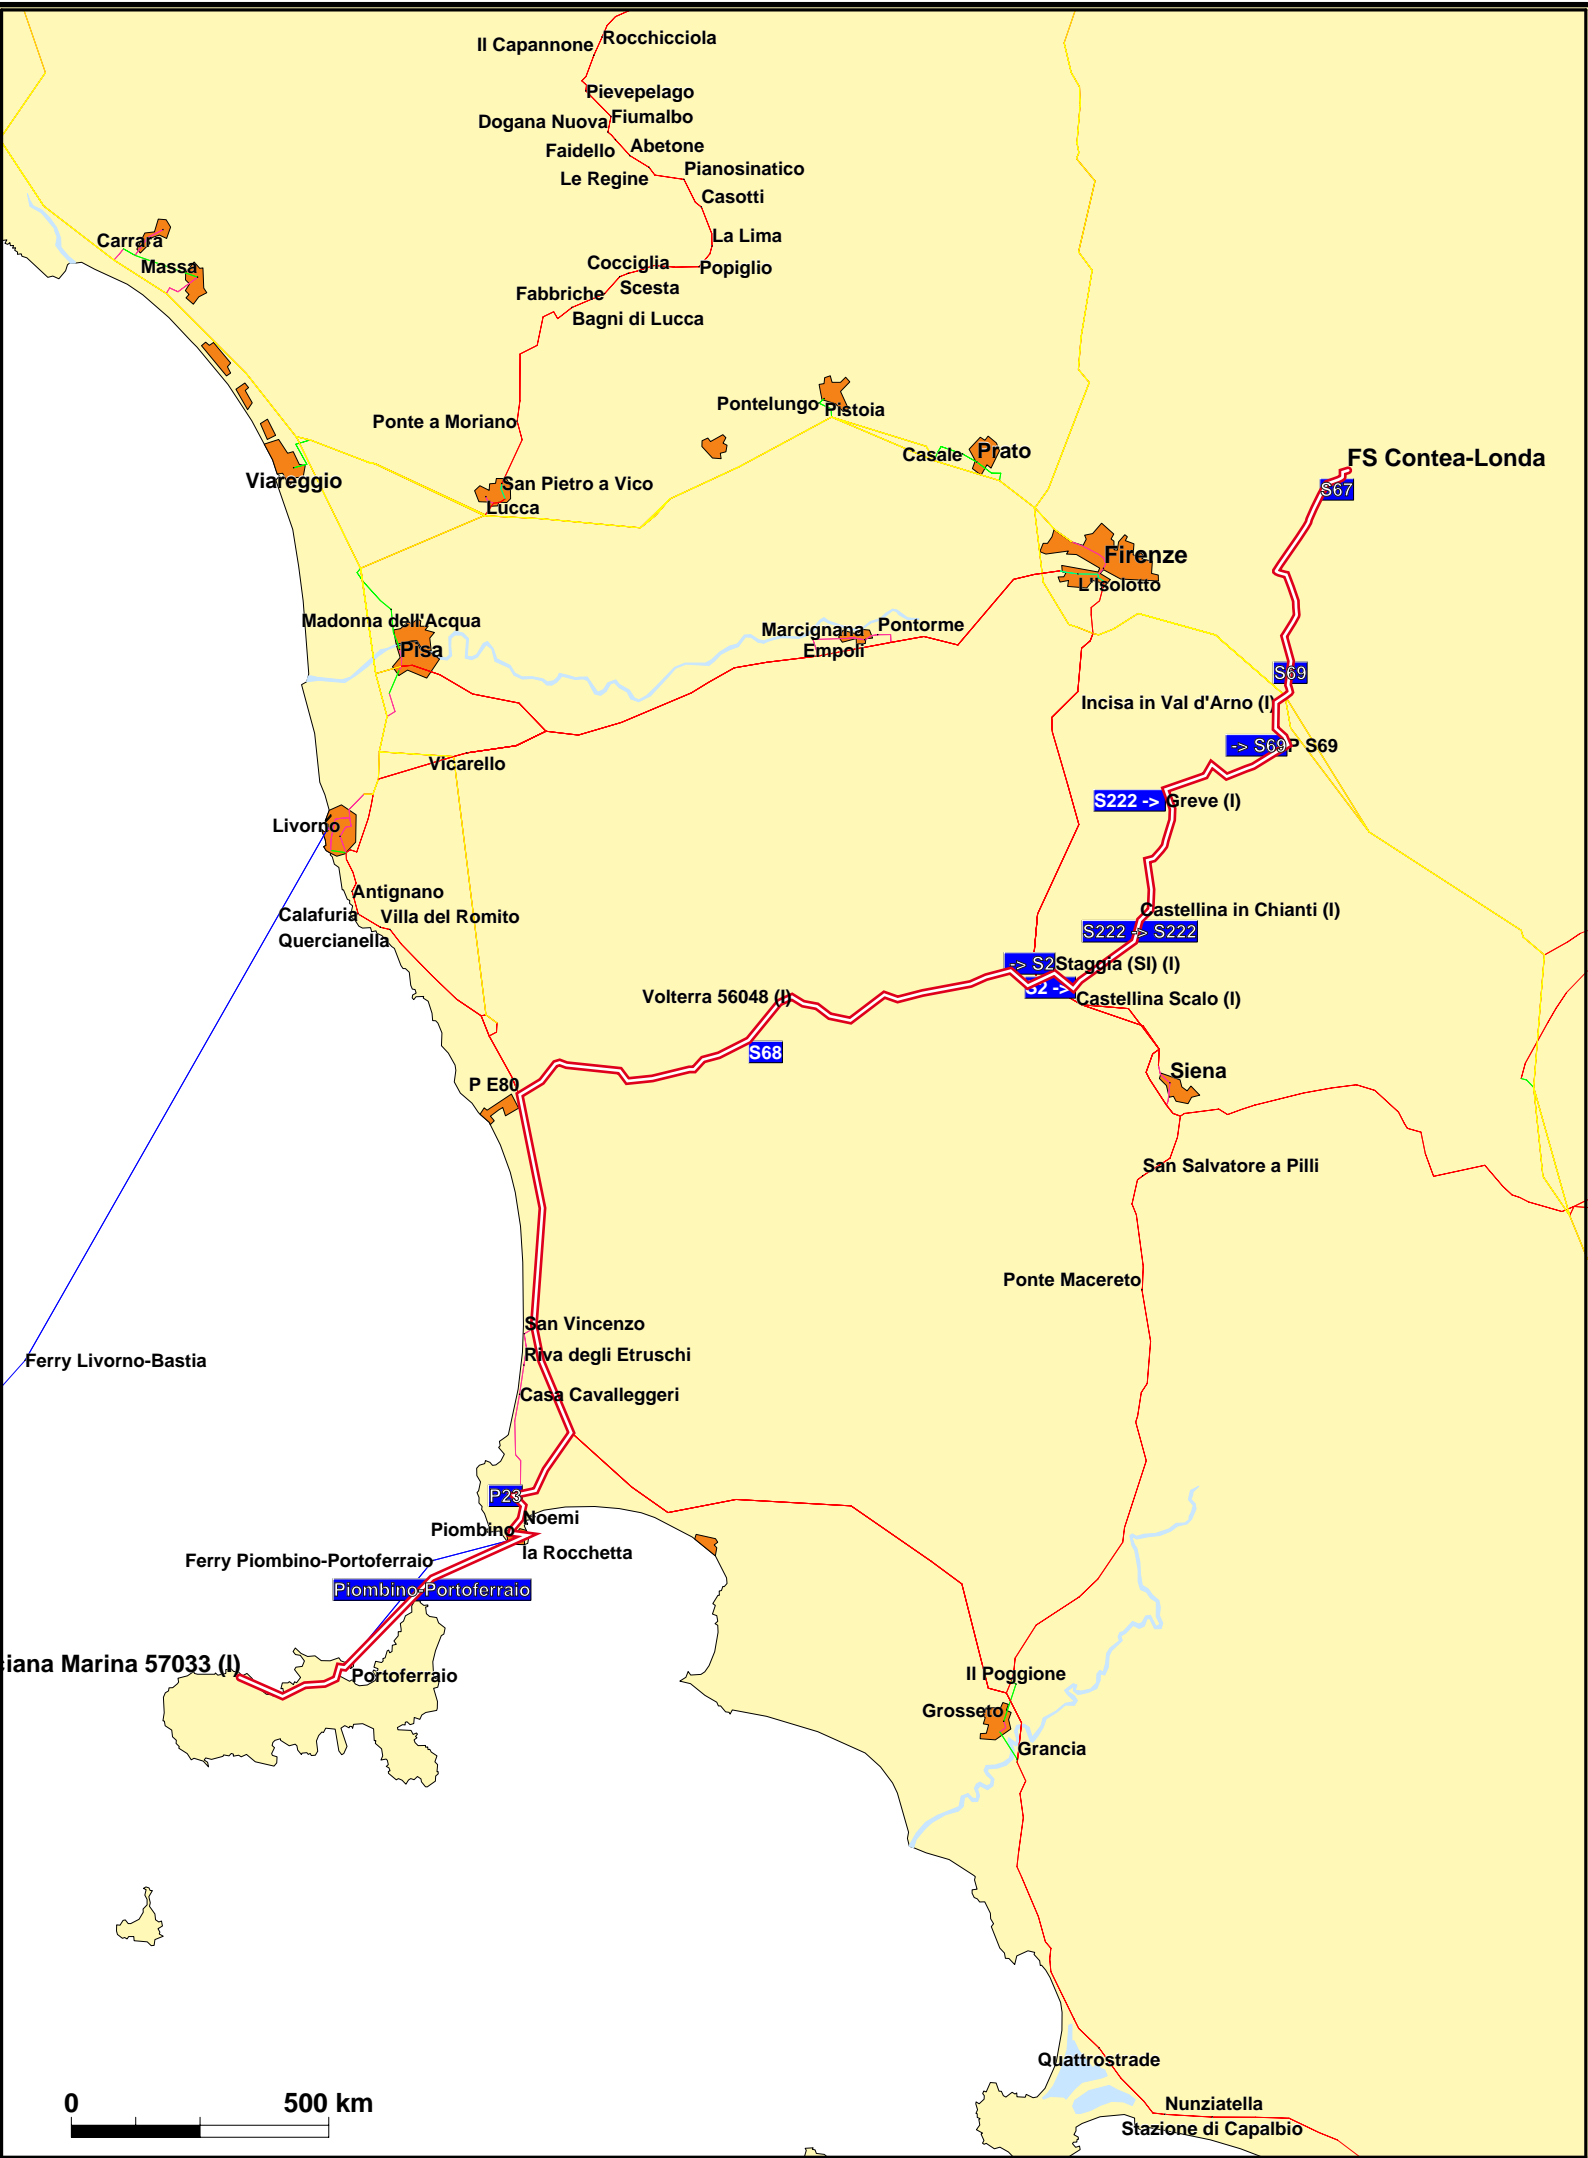 Rocchicciola
Il Capannone
Pievepelago
Fiumalbo
Dogana Nuova
Abetone
Faidello
Pianosinatico
Le Regine
Casotti
La Lima
Carrara
Massa
Cocciglia
Popiglio
Scesta
Fabbriche
Bagni di Lucca
Pontelungo
Pistoia
Ponte a Moriano
Casale
Prato
FS Contea-Londa
Viareggio
San Pietro a Vico
S67
Lucca
Firenze
L'Isolotto
Madonna dell'Acqua
Marcignana
Pontorme
Pisa
Empoli
S69
Incisa in Val d'Arno (I)
-> S69
P S69
Vicarello
S222 ->
Greve (I)
Livorno
Antignano
Calafuria
Villa del Romito
Castellina in Chianti (I)
Quercianella
S222 -> S222
-> S2
Staggia (SI) (I)
S2 ->
Volterra 56048 (I)
Castellina Scalo (I)
S68
Siena
P E80
San Salvatore a Pilli
Ponte Macereto
San Vincenzo
Riva degli Etruschi
Ferry Livorno-Bastia
Casa Cavalleggeri
P23
Noemi
Piombino
la Rocchetta
Ferry Piombino-Portoferraio
Piombino-Portoferraio
ciana Marina 57033 (I)
Portoferraio
Il Poggione
Grosseto
Grancia
Quattrostrade
0 500 km
Nunziatella
Stazione di Capalbio